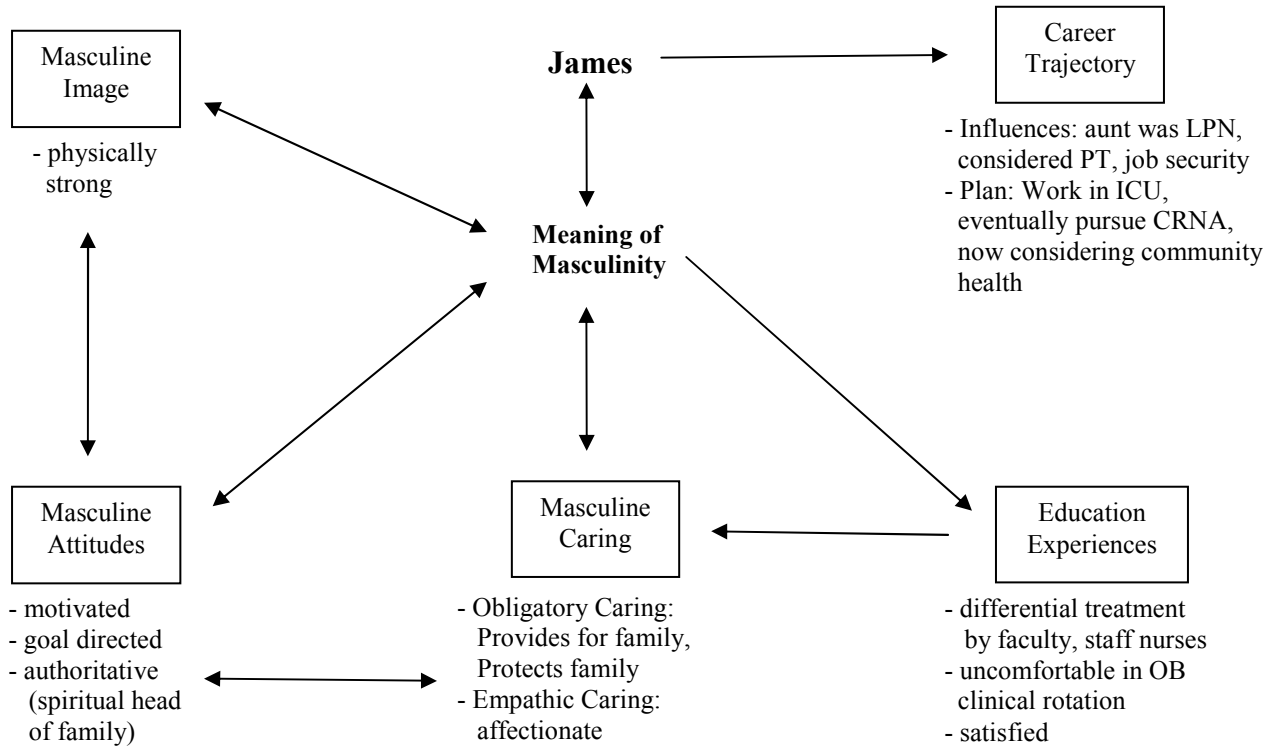 Masculine
Image
- physically
strong
James
Career
Trajectory
- Influences: aunt was LPN,
considered PT, job security
- Plan: Work in ICU,
eventually pursue CRNA,
now considering community
health
Meaning of
Masculinity
Masculine
Attitudes
- motivated
- goal directed
- authoritative
(spiritual head
of family)
Masculine
Caring
- Obligatory Caring:
Provides for family,
Protects family
- Empathic Caring:
affectionate
Education
Experiences
- differential treatment
by faculty, staff nurses
- uncomfortable in OB
clinical rotation
- satisfied